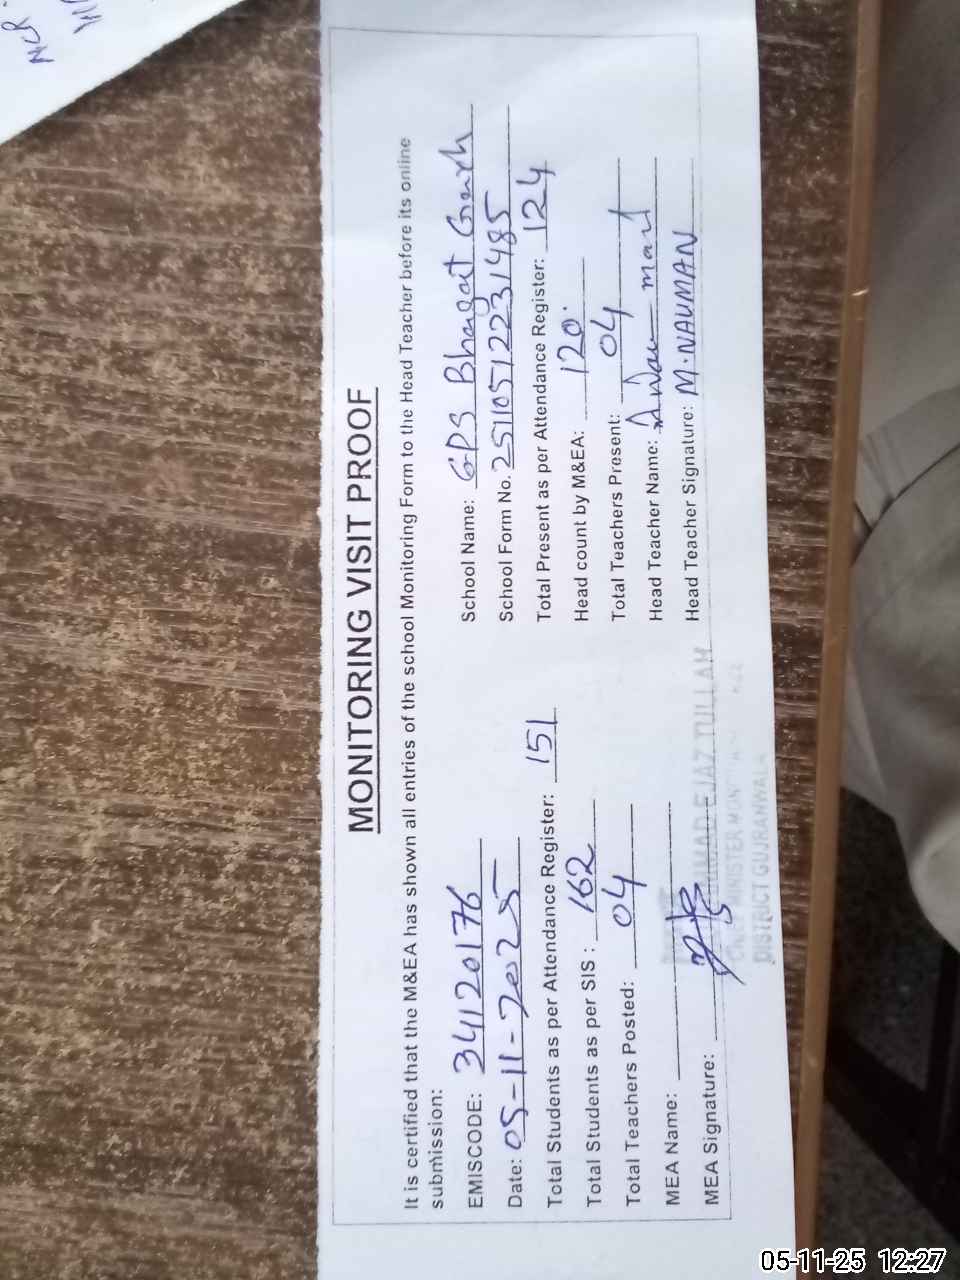 MONITORING VISIT PROOF
It is certified that the M&EA has shown all entries of the school Monitoring Form to the Head Teacher before its online
submission:
EMISCODE: 34120176
School Name: GPS Bhagat Garh
Date: 05-11-2025
School Form No. 25110512231485
Total Students as per Attendance Register: 151
Total Present as per Attendance Register: 124
Total Students as per SIS : 162
Head count by M&EA: 120
Total Teachers Posted: 04
Total Teachers Present: 04
MEA Name:
Head Teacher Name:
MEA Signature:
Head Teacher Signature: M.NAUMAN
EJAZ TULLAH
DISTRICT GUJRANWALA
05-11-25 12:27